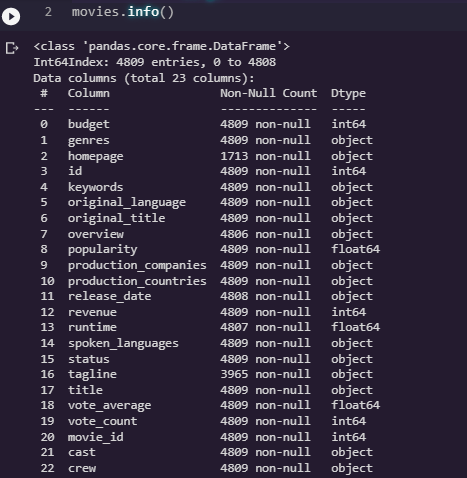 2 movies.info()
<class 'pandas.core.frame.DataFrame'>
Int64Index: 4809 entries, 0 to 4808
Data columns (total 23 columns):
 #   Column                Non-Null Count  Dtype
---  ------                --------------  -----
 0   budget                4809 non-null   int64
 1   genres                4809 non-null   object
 2   homepage              1713 non-null   object
 3   id                    4809 non-null   int64
 4   keywords              4809 non-null   object
 5   original_language     4809 non-null   object
 6   original_title        4809 non-null   object
 7   overview              4806 non-null   object
 8   popularity            4809 non-null   float64
 9   production_companies  4809 non-null   object
 10  production_countries  4809 non-null   object
 11  release_date          4808 non-null   object
 12  revenue               4809 non-null   int64
 13  runtime               4807 non-null   float64
 14  spoken_languages      4809 non-null   object
 15  status                4809 non-null   object
 16  tagline               3965 non-null   object
 17  title                 4809 non-null   object
 18  vote_average          4809 non-null   float64
 19  vote_count            4809 non-null   int64
 20  movie_id              4809 non-null   int64
 21  cast                  4809 non-null   object
 22  crew                  4809 non-null   object